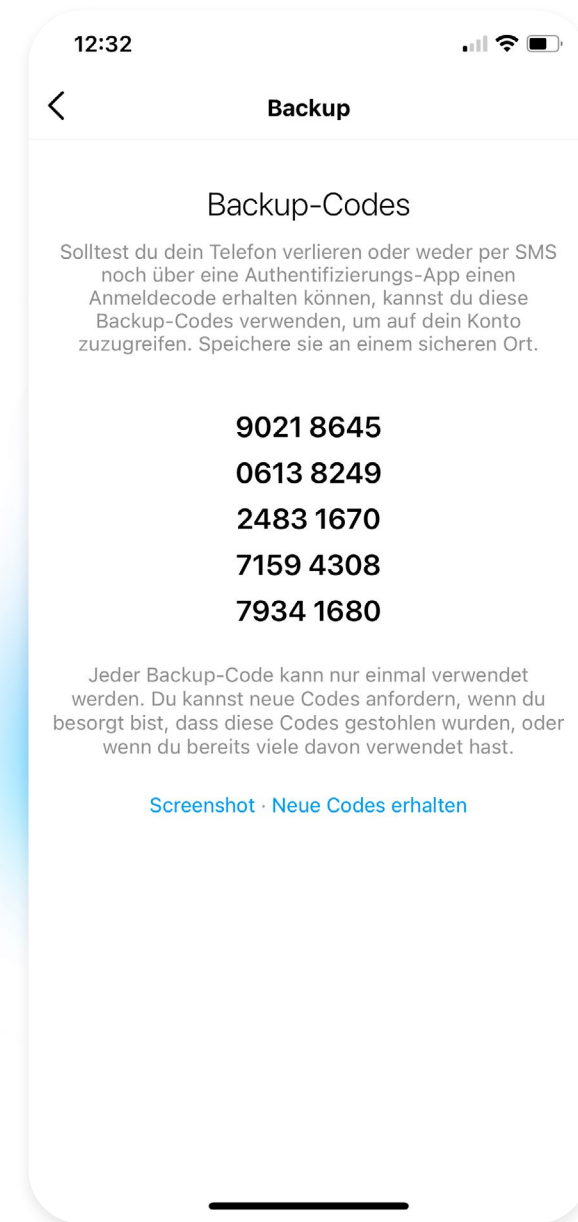 12:32
Backup
Backup-Codes
Solltest du dein Telefon verlieren oder weder per SMS
noch über eine Authentifizierungs-App einen
Anmeldecode erhalten können, kannst du diese
Backup-Codes verwenden, um auf dein Konto
zuzugreifen. Speichere sie an einem sicheren Ort.
9021 8645
0613 8249
2483 1670
7159 4308
7934 1680
Jeder Backup-Code kann nur einmal verwendet
werden. Du kannst neue Codes anfordern, wenn du
besorgt bist, dass diese Codes gestohlen wurden, oder
wenn du bereits viele davon verwendet hast.
Screenshot · Neue Codes erhalten